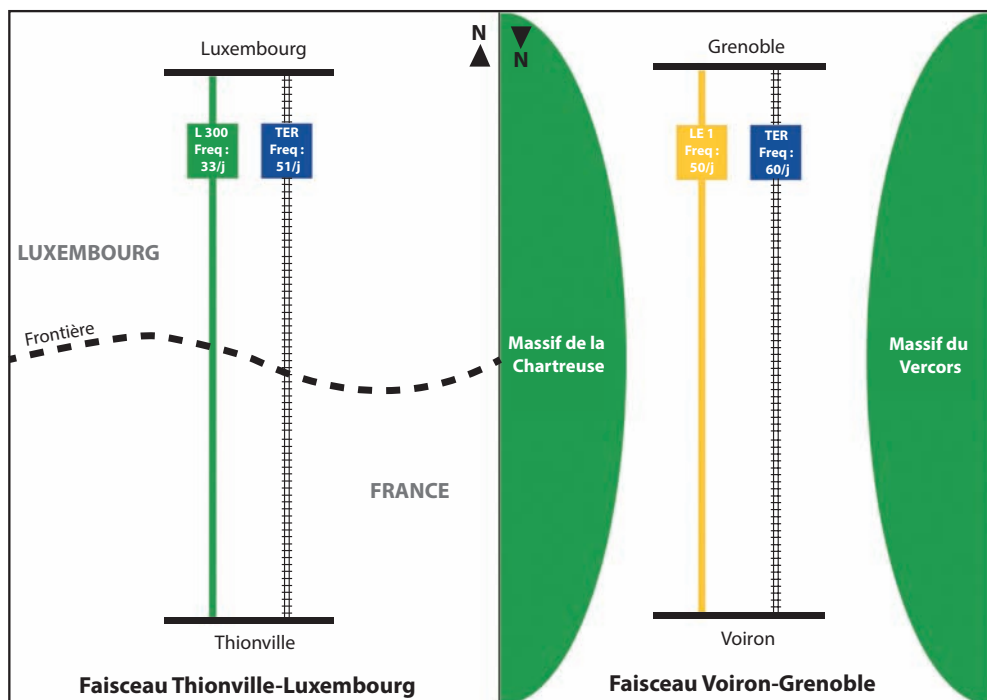 Luxembourg
N
L 300
Freq :
33/j
TER
Freq :
51/j
LUXEMBOURG
Frontière
FRANCE
Thionville
Faisceau Thionville-Luxembourg
N
Grenoble
LE 1
Freq :
50/j
TER
Freq :
60/j
Massif de la
Chartreuse
Massif du
Vercors
Voiron
Faisceau Voiron-Grenoble